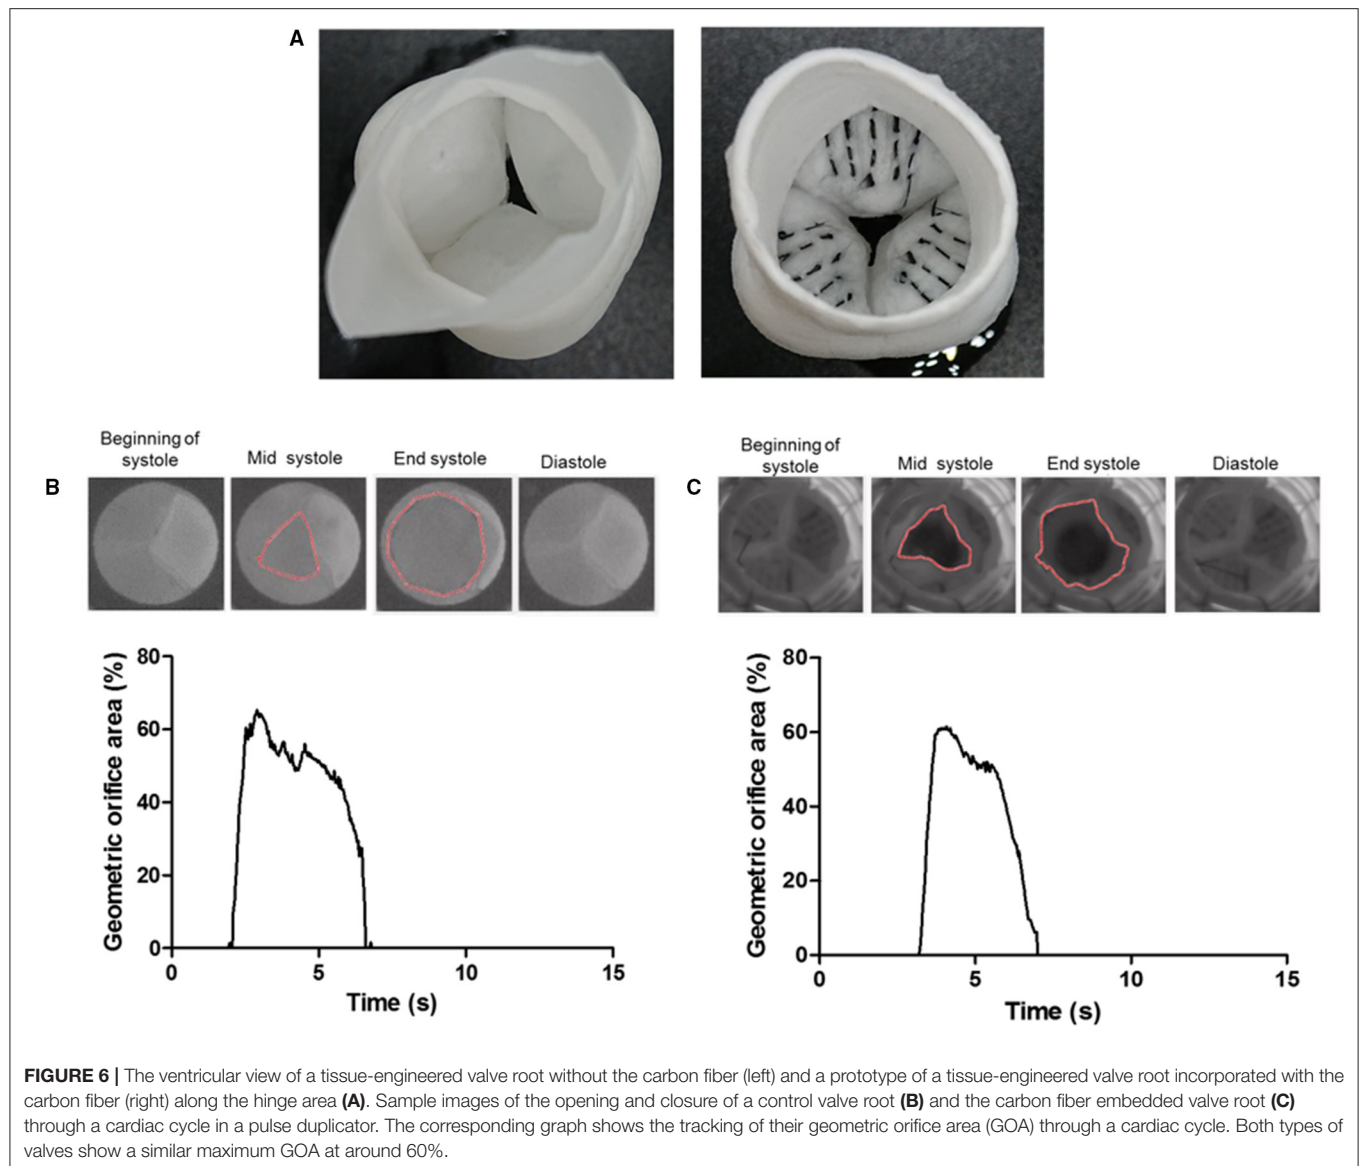 A
Beginning of
systole
Mid systole
End systole
Diastole
B
80
60
40
20
0
Geometric orifice area (%)
0
5
10
15
Time (s)
Beginning of
systole
Mid systole
End systole
Diastole
C
80
60
40
20
0
Geometric orifice area (%)
0
5
10
15
Time (s)
FIGURE 6 | The ventricular view of a tissue-engineered valve root without the carbon fiber (left) and a prototype of a tissue-engineered valve root incorporated with the
carbon fiber (right) along the hinge area (A). Sample images of the opening and closure of a control valve root (B) and the carbon fiber embedded valve root (C)
through a cardiac cycle in a pulse duplicator. The corresponding graph shows the tracking of their geometric orifice area (GOA) through a cardiac cycle. Both types of
valves show a similar maximum GOA at around 60%.